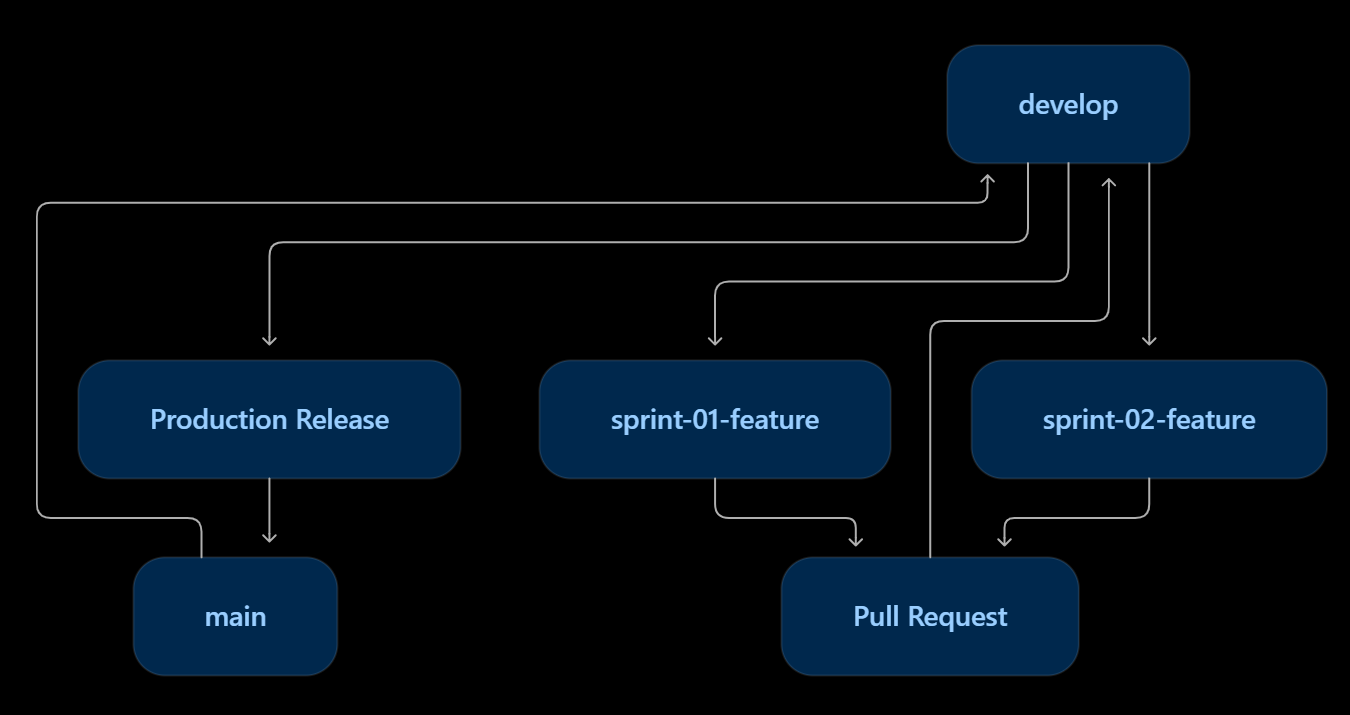 develop
Production Release
sprint-01-feature
sprint-02-feature
main
Pull Request